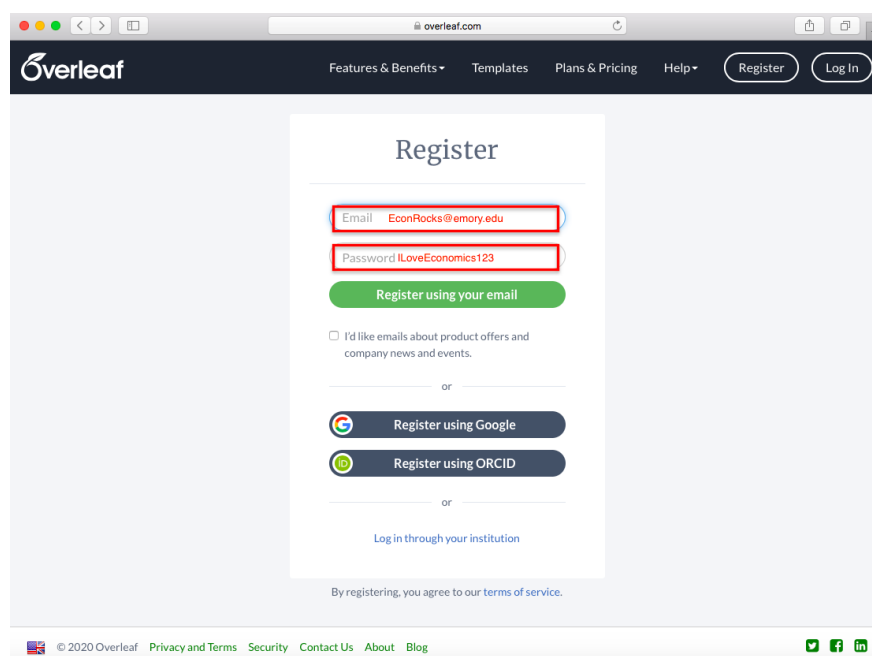 overleaf.com
Overleaf Features & Benefits Templates Plans & Pricing Help Register Log In
Register
Email EconRocks@emory.edu
Password ILoveEconomics123
Register using your email
I'd like emails about product offers and
company news and events.
or
Register using Google
iD Register using ORCID
or
Log in through your institution
By registering, you agree to our terms of service.
© 2020 Overleaf Privacy and Terms Security Contact Us About Blog